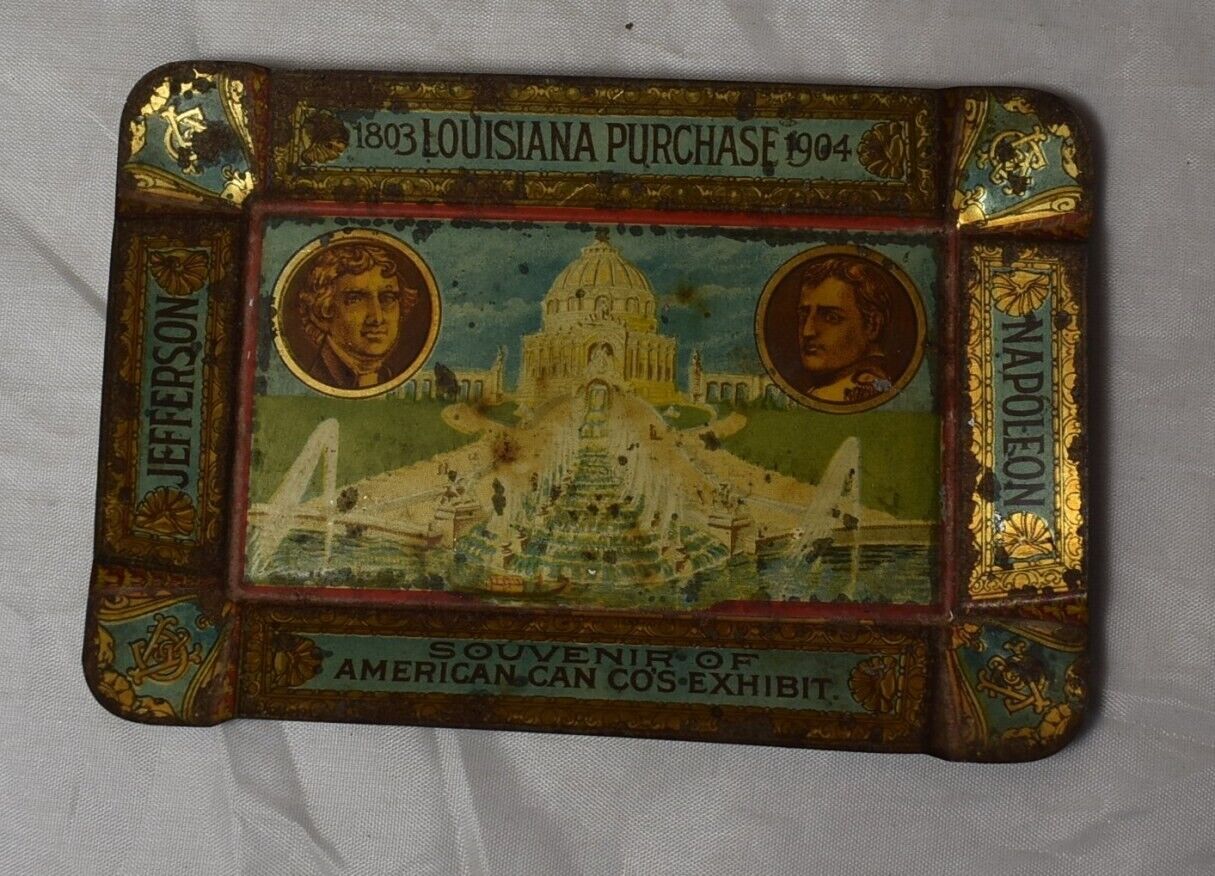 1803 LOUISIANA PURCHASE 1904
JEFFERSON
NAPOLEON
SOUVENIR OF
AMERICAN CAN CO'S EXHIBIT.